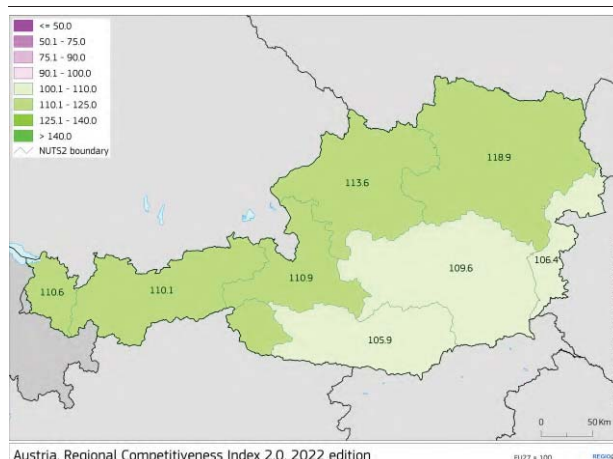 <= 50.0
50.1 - 75.0
75.1 - 90.0
90.1 - 100.0
100.1 - 110.0
110.1 - 125.0
125.1 - 140.0
> 140.0
NUTS2 boundary
118.9
113.6
106.4
109.6
110.9
110.6
110.1
105.9
0 50 Km
Austria, Regional Competitiveness Index 2.0, 2022 edition
EU27 = 100